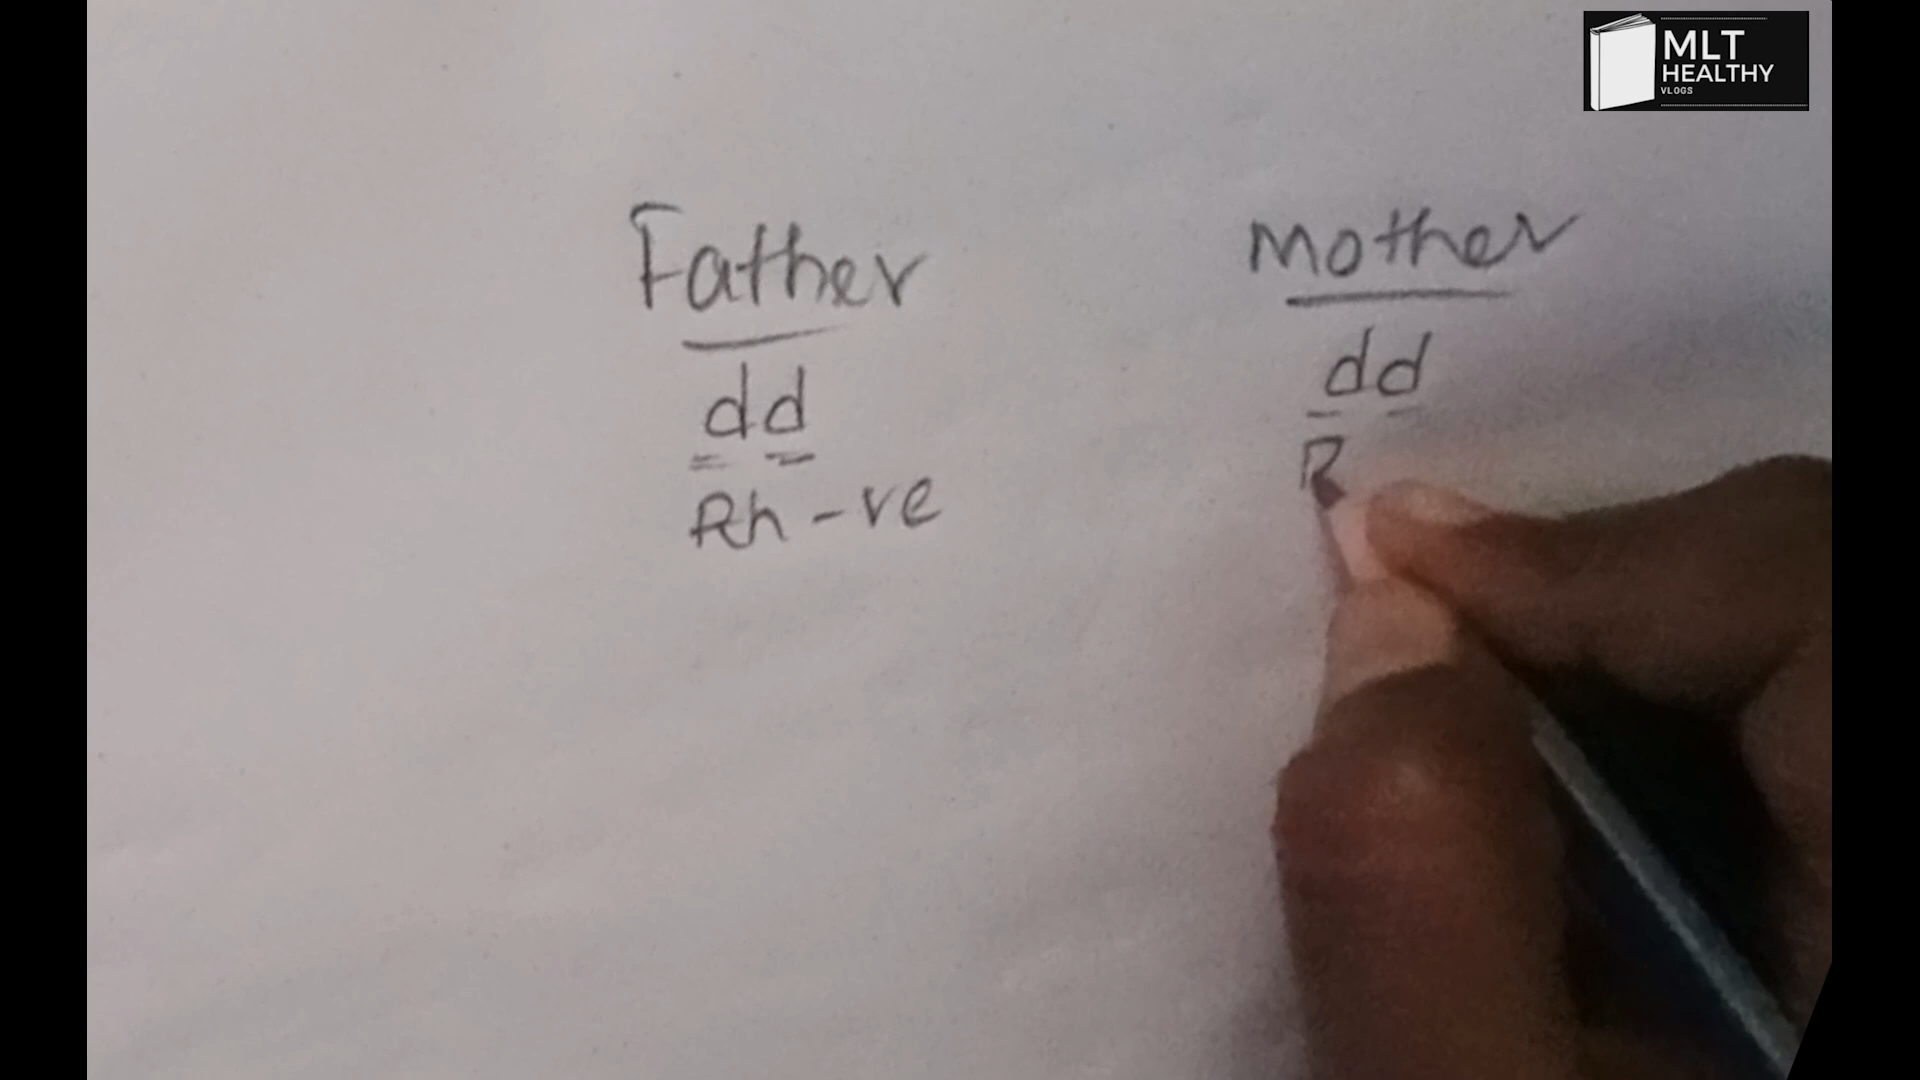 MLT
HEALTHY
VLOGS
Father
Mother
dd
dd
Rh -ve
R